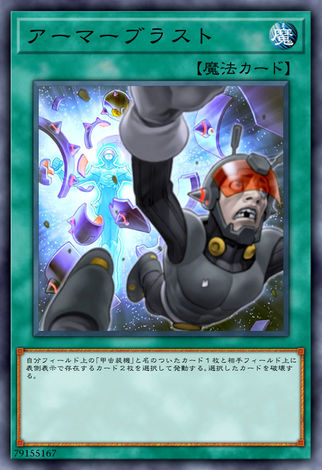 アーマーブラスト
魔
【魔法カード】
自分フィールド上の「甲虫装機」と名のついたカード１枚と相手フィールド上に
表側表示で存在するカード２枚を選択して発動する。選択したカードを破壊す
る。
79155167